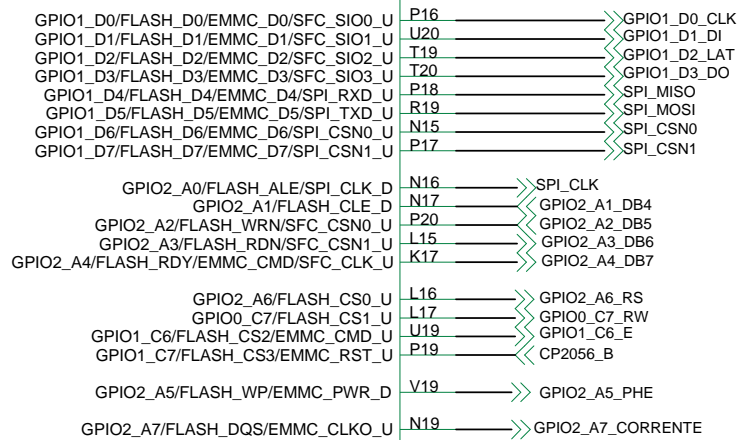 GPIO1_D0/FLASH_D0/EMMC_D0/SFC_SIO0_U P16 GPIO1_D0_CLK
GPIO1_D1/FLASH_D1/EMMC_D1/SFC_SIO1_U U20 GPIO1_D1_DI
GPIO1_D2/FLASH_D2/EMMC_D2/SFC_SIO2_U T19 GPIO1_D2_LAT
GPIO1_D3/FLASH_D3/EMMC_D3/SFC_SIO3_U T20 GPIO1_D3_DO
GPIO1_D4/FLASH_D4/EMMC_D4/SPI_RXD_U P18 SPI_MISO
GPIO1_D5/FLASH_D5/EMMC_D5/SPI_TXD_U R19 SPI_MOSI
GPIO1_D6/FLASH_D6/EMMC_D6/SPI_CSN0_U N15 SPI_CSN0
GPIO1_D7/FLASH_D7/EMMC_D7/SPI_CSN1_U P17 SPI_CSN1
GPIO2_A0/FLASH_ALE/SPI_CLK_D N16 SPI_CLK
GPIO2_A1/FLASH_CLE_D N17 GPIO2_A1_DB4
GPIO2_A2/FLASH_WRN/SFC_CSN0_U P20 GPIO2_A2_DB5
GPIO2_A3/FLASH_RDN/SFC_CSN1_U L15 GPIO2_A3_DB6
GPIO2_A4/FLASH_RDY/EMMC_CMD/SFC_CLK_U K17 GPIO2_A4_DB7
GPIO2_A6/FLASH_CS0_U L16 GPIO2_A6_RS
GPIO0_C7/FLASH_CS1_U L17 GPIO0_C7_RW
GPIO1_C6/FLASH_CS2/EMMC_CMD_U U19 GPIO1_C6_E
GPIO1_C7/FLASH_CS3/EMMC_RST_U P19 CP2056_B
GPIO2_A5/FLASH_WP/EMMC_PWR_D V19 GPIO2_A5_PHE
GPIO2_A7/FLASH_DQS/EMMC_CLKO_U N19 GPIO2_A7_CORRENTE